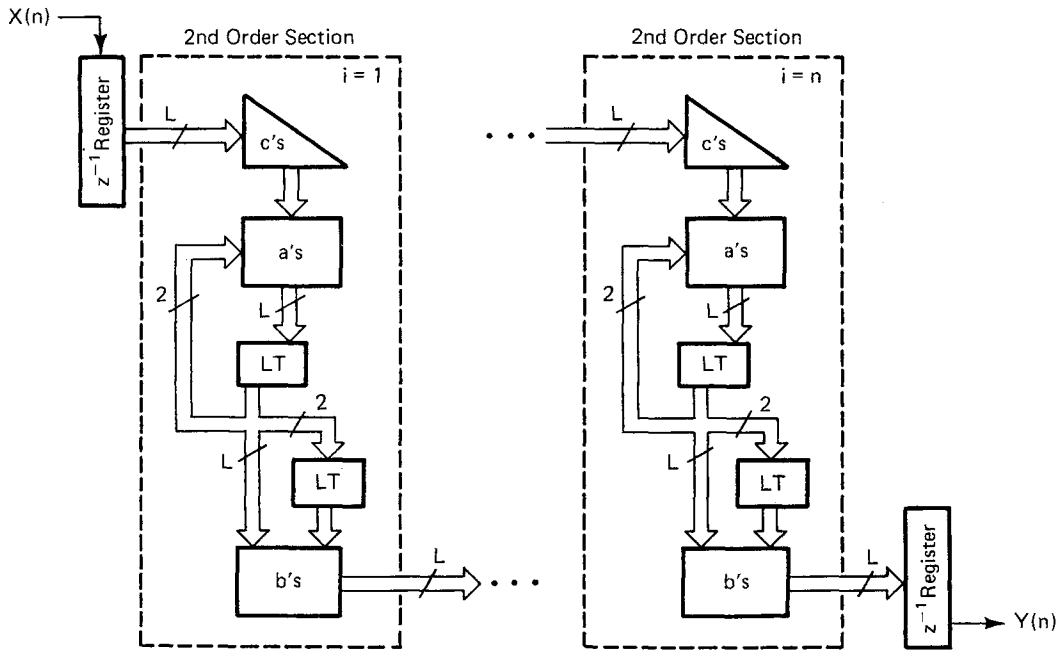 X(n)
2nd Order Section
2nd Order Section
i = 1
i = n
z⁻¹ Register
L
c's
• • •
L
c's
a's
a's
2
L
2
L
LT
LT
2
2
L
L
LT
LT
b's
L
• • •
b's
L
z⁻¹ Register
Y(n)